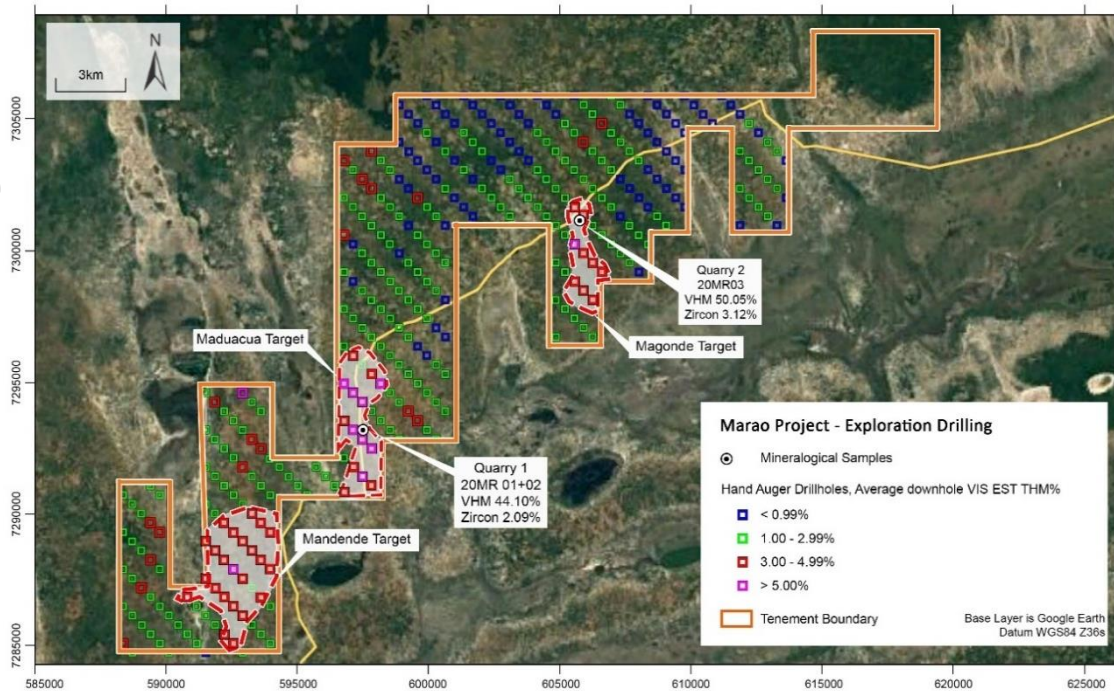 N
3km
7305000
7300000
7295000
7290000
7285000
Quarry 2
20MR03
VHM 50.05%
Zircon 3.12%
Maduacua Target
Magonde Target
Quarry 1
20MR 01+02
VHM 44.10%
Zircon 2.09%
Mandende Target
Marao Project - Exploration Drilling
Mineralogical Samples
Hand Auger Drillholes, Average downhole VIS EST THM%
< 0.99%
1.00 - 2.99%
3.00 - 4.99%
> 5.00%
Tenement Boundary
Base Layer is Google Earth
Datum WGS84 Z36s
585000 590000 595000 600000 605000 610000 615000 620000 625000